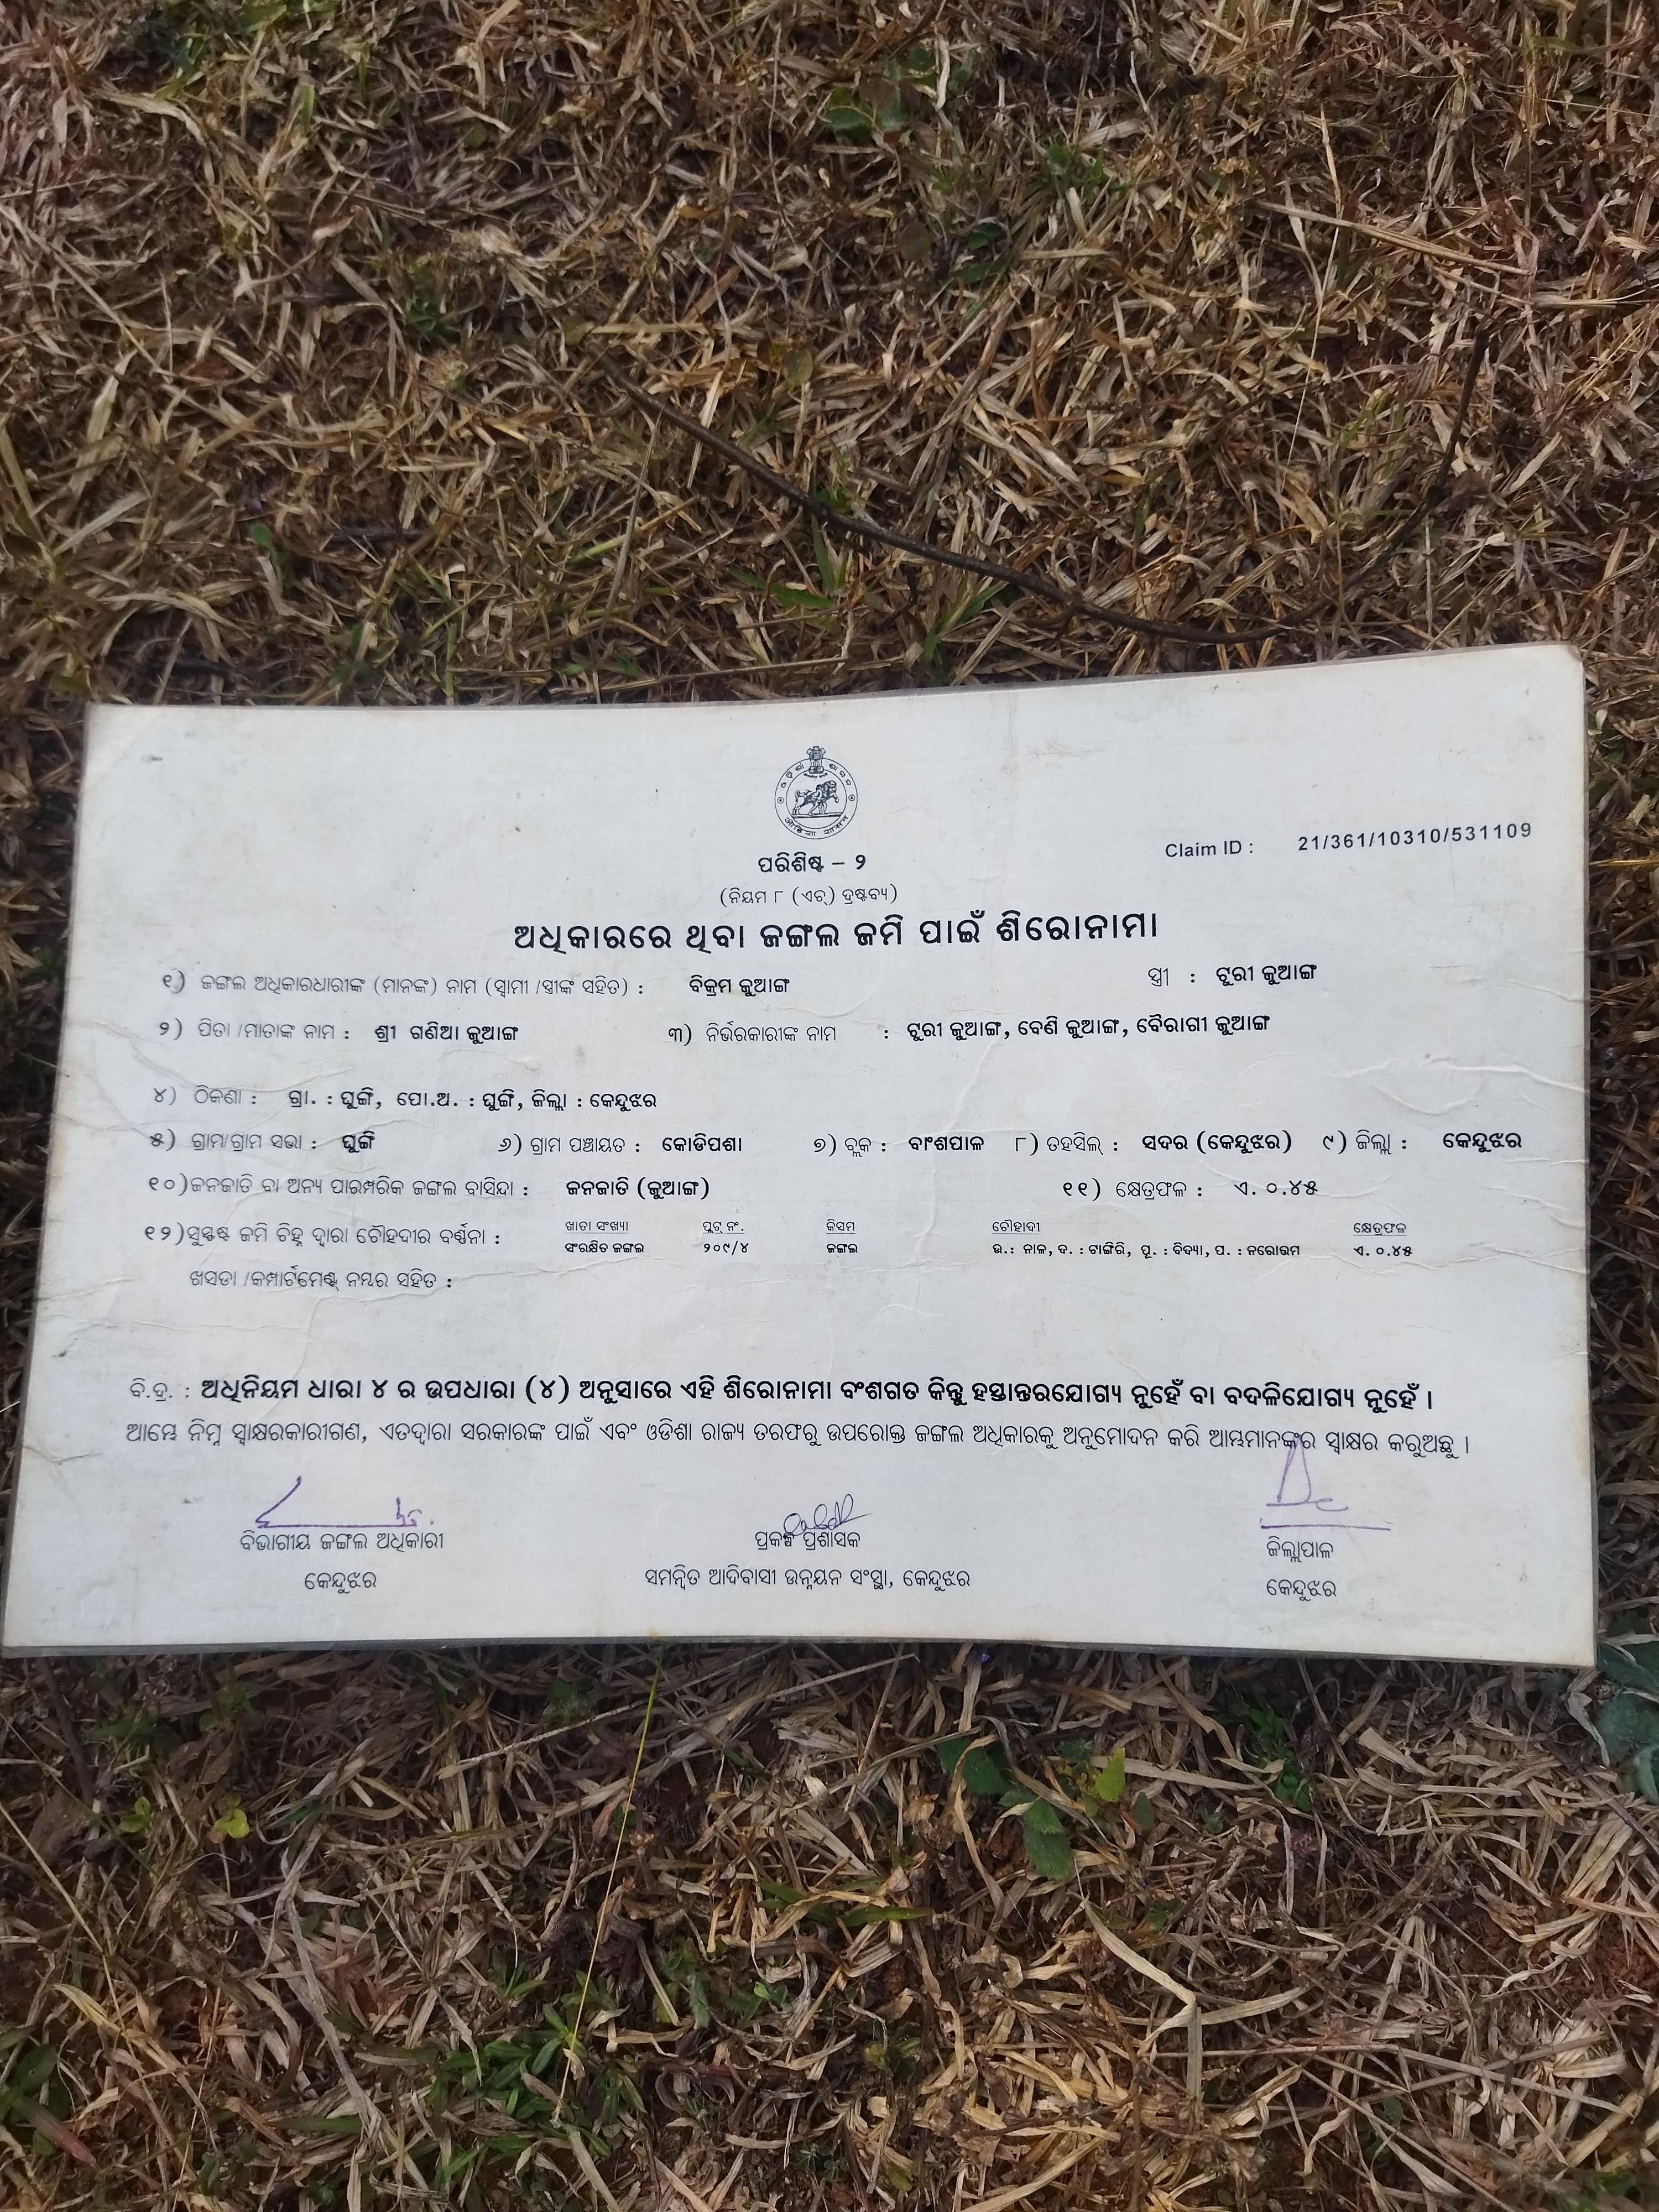 ଓଡ଼ିଶା ଶାସନ
Claim ID : 21/361/10310/531109
ପରିଶିଷ୍ଟ – ୨
(ନିୟମ ୮ (ଏଚ୍) ଦ୍ରଷ୍ଟବ୍ୟ)
ଅଧିକାରରେ ଥିବା ଜଙ୍ଗଲ ଜମି ପାଇଁ ଶିରୋନାମା
୧) ଜଙ୍ଗଲ ଅଧିକାରଧାରୀଙ୍କ (ମାନଙ୍କ) ନାମ (ସ୍ୱାମୀ /ସ୍ତ୍ରୀଙ୍କ ସହିତ) : ବିକ୍ରମ ଜୁଆଙ୍ଗ ସ୍ତ୍ରୀ : ଟୁରୀ ଜୁଆଙ୍ଗ
୨) ପିତା /ମାତାଙ୍କ ନାମ : ଶ୍ରୀ ଗଣିଆ ଜୁଆଙ୍ଗ ୩) ନିର୍ଭରକାରୀଙ୍କ ନାମ : ଟୁରୀ ଜୁଆଙ୍ଗ, ବେଣି ଜୁଆଙ୍ଗ, ବୈରାଗୀ ଜୁଆଙ୍ଗ
୪) ଠିକଣା : ଗ୍ରା. : ଘୁଙ୍ଗି, ପୋ.ଅ. : ଘୁଙ୍ଗି, ଜିଲ୍ଲା : କେନ୍ଦୁଝର
୫) ଗ୍ରାମ/ଗ୍ରାମ ସଭା : ଘୁଙ୍ଗି ୬) ଗ୍ରାମ ପଞ୍ଚାୟତ : କୋଡିପଶା ୭) ବ୍ଲକ : ବାଂଶପାଳ ୮) ତହସିଲ୍ : ସଦର (କେନ୍ଦୁଝର) ୯) ଜିଲ୍ଲା : କେନ୍ଦୁଝର
୧୦) ଜନଜାତି ବା ଅନ୍ୟ ପାରମ୍ପରିକ ଜଙ୍ଗଲ ବାସିନ୍ଦା : ଜନଜାତି (ଜୁଆଙ୍ଗ) ୧୧) କ୍ଷେତ୍ରଫଳ : ଏ. ୦.୪୫
୧୨) ସୁସ୍ପଷ୍ଟ ଜମି ଚିହ୍ନ ଦ୍ୱାରା ଚୌହଦୀର ବର୍ଣ୍ଣନା : ଖାତା ସଂଖ୍ୟା ପ୍ଲଟ୍ ନଂ. କିସମ ଚୌହାଦୀ କ୍ଷେତ୍ରଫଳ
ସଂରକ୍ଷିତ ଜଙ୍ଗଲ ୨୦୯/୪ ଜଙ୍ଗଲ ଉ.: ନାଳ, ଦ. : ଟାଙ୍ଗିରି, ପୂ. : ବିଦ୍ୟା, ପ. : ନରୋତ୍ତମ ଏ. ୦.୪୫
ଖସଡା /କମ୍ପାର୍ଟମେଣ୍ଟ ନମ୍ବର ସହିତ :
ବି.ଦ୍ର. : ଅଧିନିୟମ ଧାରା ୪ ର ଉପଧାରା (୪) ଅନୁସାରେ ଏହି ଶିରୋନାମା ବଂଶଗତ କିନ୍ତୁ ହସ୍ତାନ୍ତରଯୋଗ୍ୟ ନୁହେଁ ବା ବଦଳିଯୋଗ୍ୟ ନୁହେଁ ।
ଆମ୍ଭେ ନିମ୍ନ ସ୍ୱାକ୍ଷରକାରୀଗଣ, ଏତଦ୍ୱାରା ସରକାରଙ୍କ ପାଇଁ ଏବଂ ଓଡିଶା ରାଜ୍ୟ ତରଫରୁ ଉପରୋକ୍ତ ଜଙ୍ଗଲ ଅଧିକାରକୁ ଅନୁମୋଦନ କରି ଆମ୍ଭମାନଙ୍କର ସ୍ୱାକ୍ଷର କରୁଅଛୁ ।
ବିଭାଗୀୟ ଜଙ୍ଗଲ ଅଧିକାରୀ ପ୍ରକଳ୍ପ ପ୍ରଶାସକ ଜିଲ୍ଲାପାଳ
କେନ୍ଦୁଝର ସମନ୍ୱିତ ଆଦିବାସୀ ଉନ୍ନୟନ ସଂସ୍ଥା, କେନ୍ଦୁଝର କେନ୍ଦୁଝର